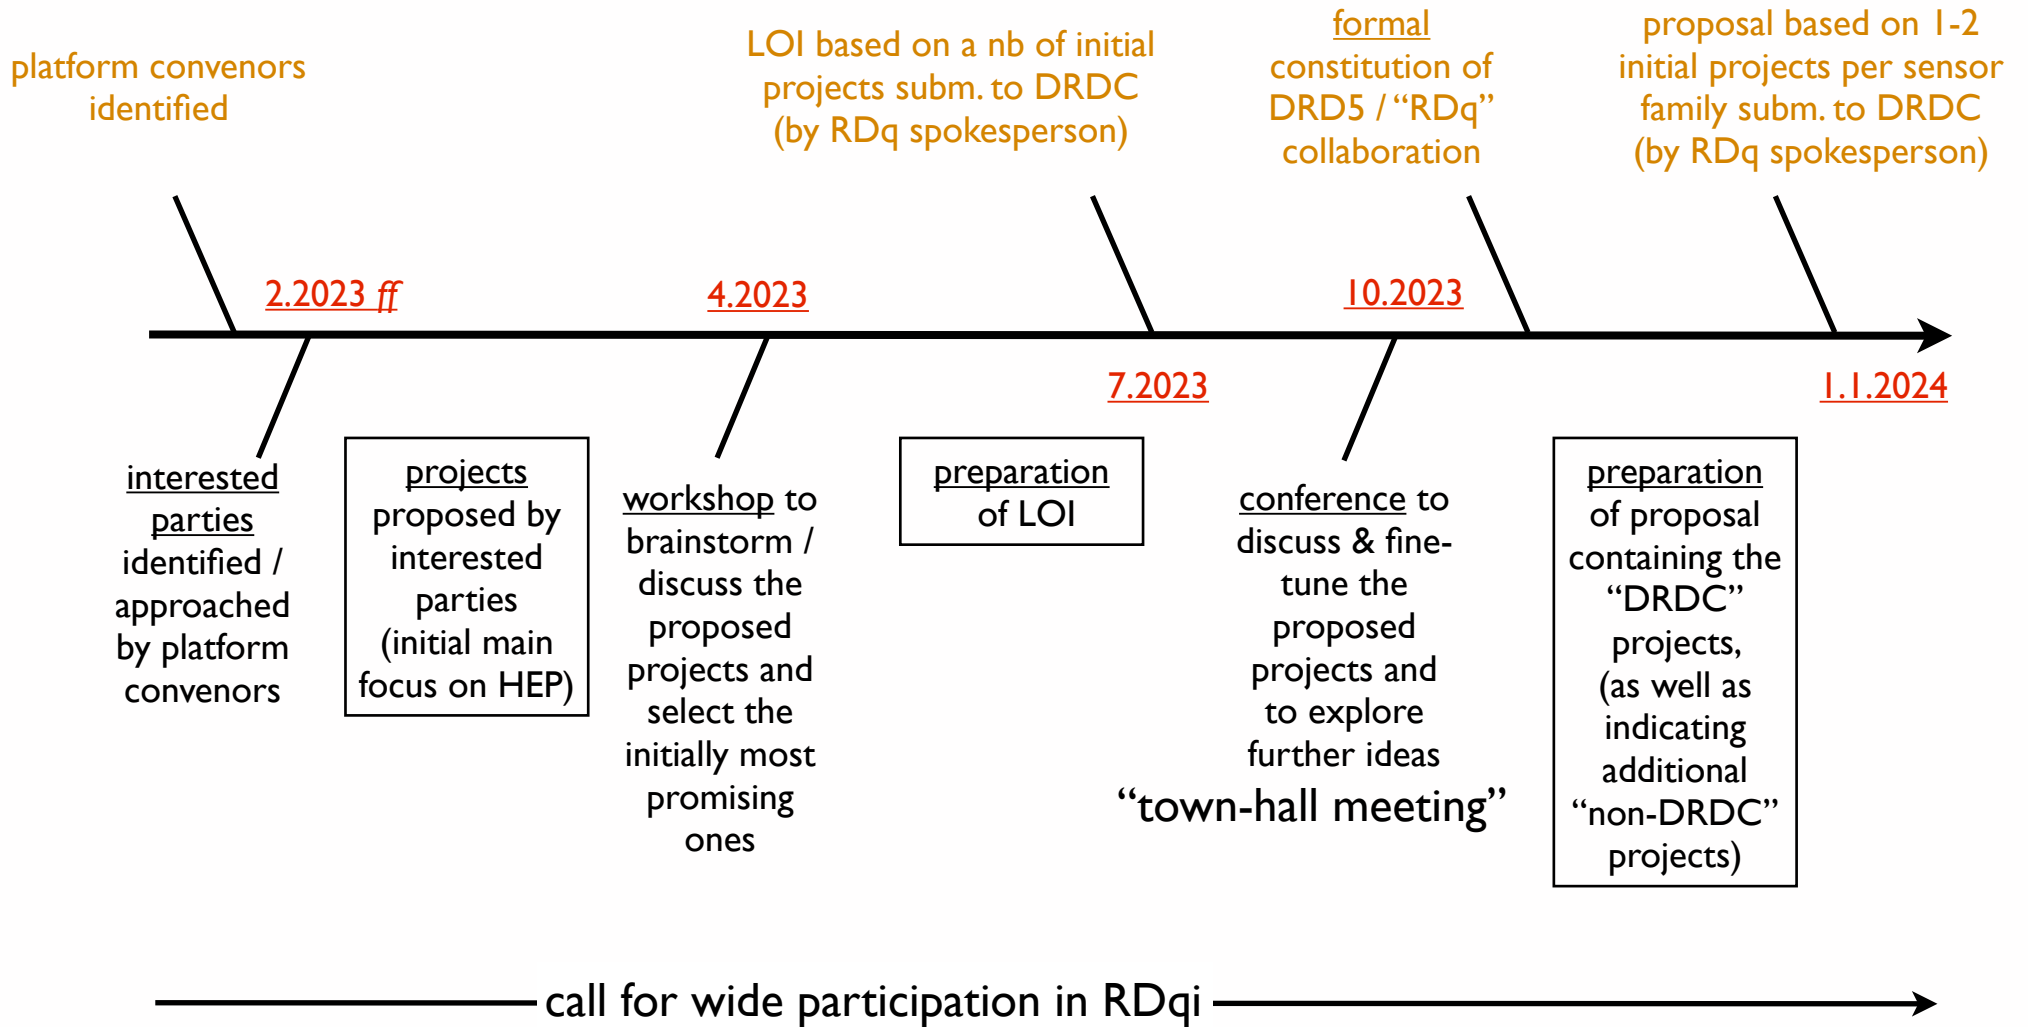 platform convenors
identified
LOI based on a nb of initial
projects subm. to DRDC
(by RDq spokesperson)
formal
constitution of
DRD5 / “RDq”
collaboration
proposal based on 1-2
initial projects per sensor
family subm. to DRDC
(by RDq spokesperson)
2.2023 ff
4.2023
10.2023
7.2023
1.1.2024
interested
parties
identified /
approached
by platform
convenors
projects
proposed by
interested
parties
(initial main
focus on HEP)
workshop to
brainstorm /
discuss the
proposed
projects and
select the
initially most
promising
ones
preparation
of LOI
conference to
discuss & fine-
tune the
proposed
projects and
to explore
further ideas
“town-hall meeting”
preparation
of proposal
containing the
“DRDC”
projects,
(as well as
indicating
additional
“non-DRDC”
projects)
call for wide participation in RDqi